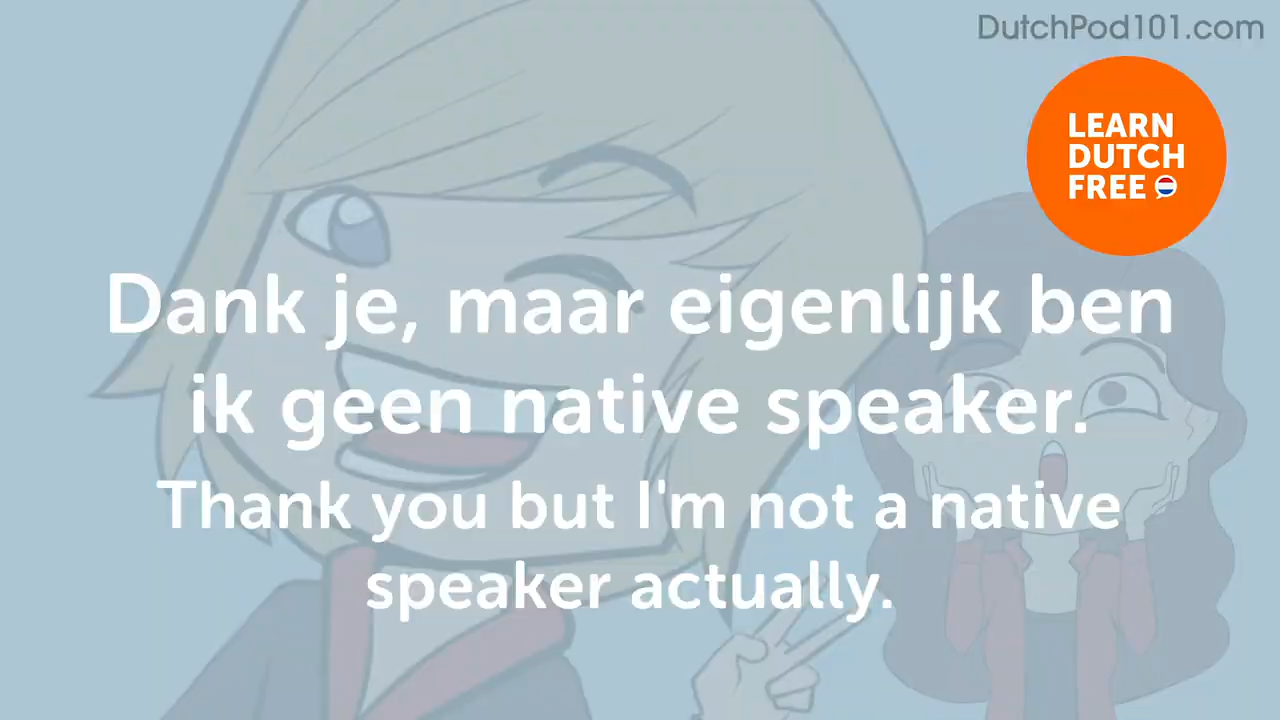 DutchPod101.com
LEARN
DUTCH
FREE
Dank je, maar eigenlijk ben
ik geen native speaker.
Thank you but I'm not a native
speaker actually.